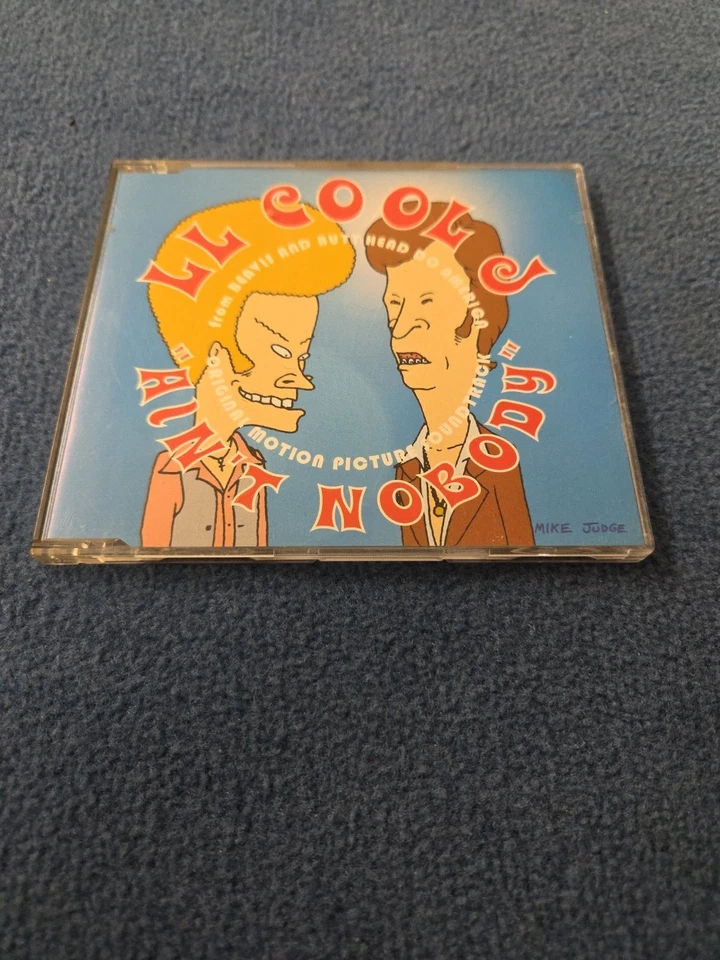 LL COOL J
from BEAVIS AND BUTT-HEAD DO AMERICA
ORIGINAL MOTION PICTURE SOUNDTRACK
"AIN'T NOBODY"
MIKE JUDGE